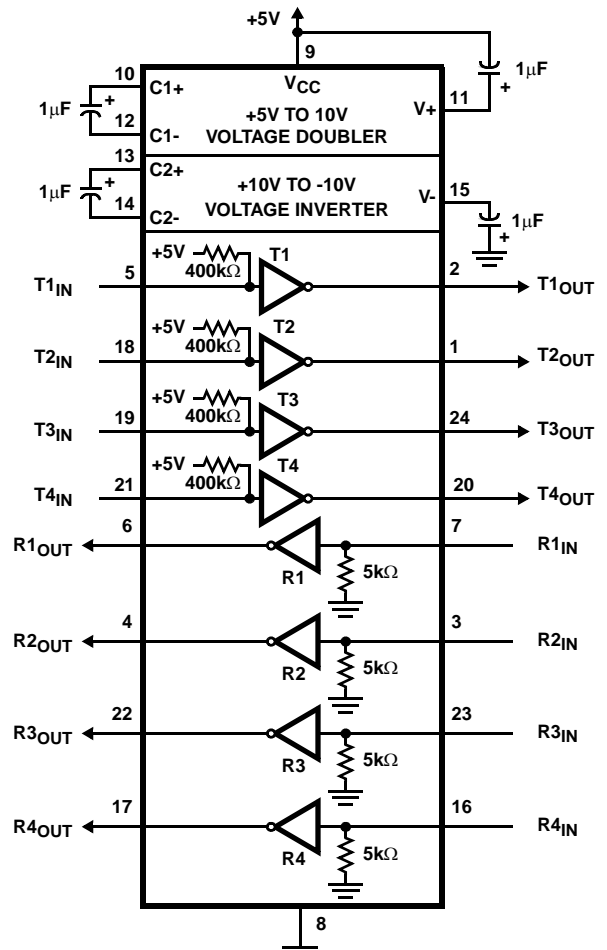 +5V
9
10
1μF
+
12
C1+
C1-
VCC
+5V TO 10V
VOLTAGE DOUBLER
V+
11
1μF
+
13
1μF
+
14
C2+
C2-
+10V TO -10V
VOLTAGE INVERTER
V-
15
1μF
+
T1IN
5
+5V
400kΩ
T1
2
T1OUT
T2IN
18
+5V
400kΩ
T2
1
T2OUT
T3IN
19
+5V
400kΩ
T3
24
T3OUT
T4IN
21
+5V
400kΩ
T4
20
T4OUT
R1OUT
6
R1
5kΩ
7
R1IN
R2OUT
4
R2
5kΩ
3
R2IN
R3OUT
22
R3
5kΩ
23
R3IN
R4OUT
17
R4
5kΩ
16
R4IN
8